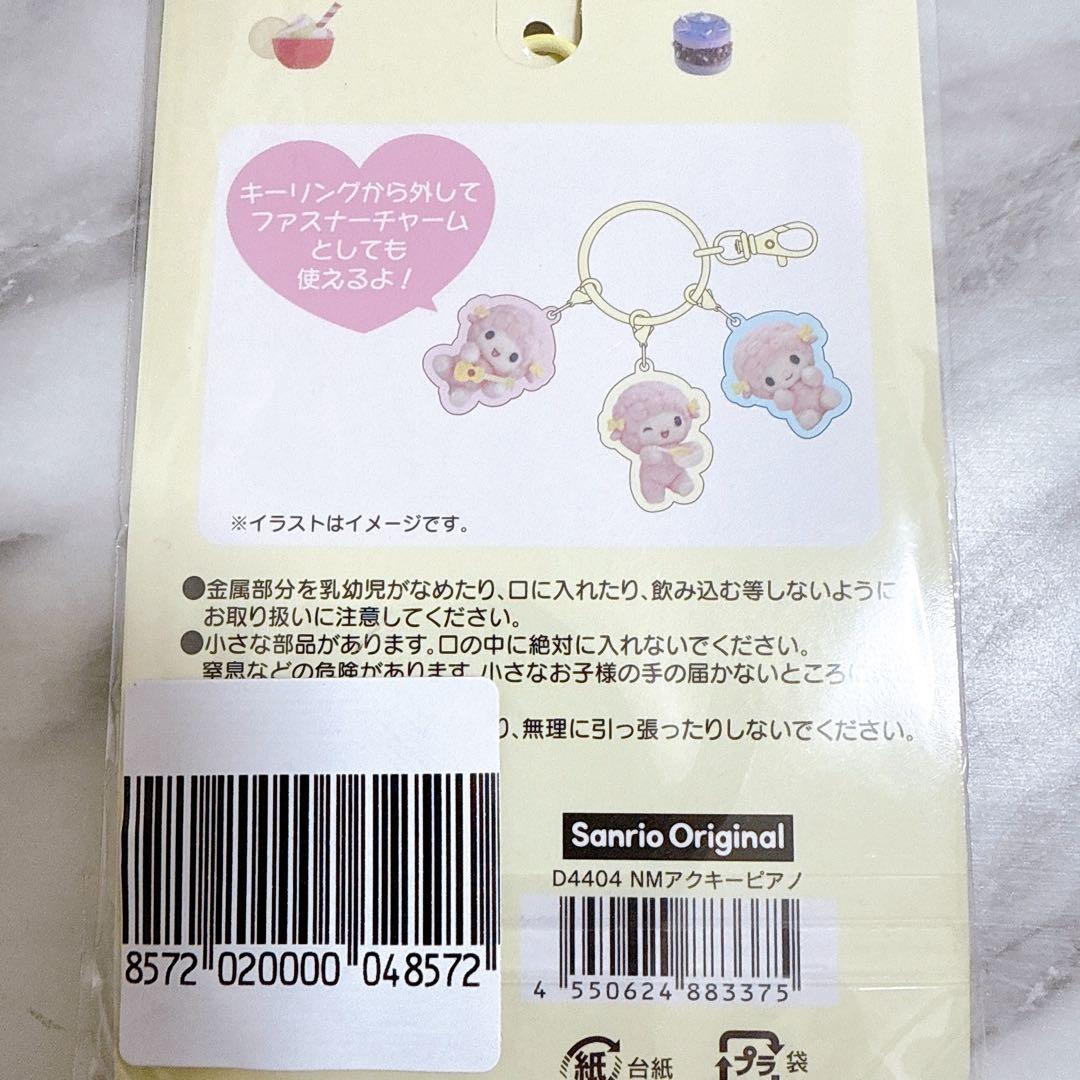 キーリングから外して
ファスナーチャーム
としても
使えるよ!
※イラストはイメージです。
●金属部分を乳幼児がなめたり、口に入れたり、飲み込む等しないように
お取り扱いに注意してください。
●小さな部品があります。口の中に絶対に入れないでください。
窒息などの危険があります。小さなお子様の手の届かないところに
り、無理に引っ張ったりしないでください。
8572 020000 048572
Sanrio Original
D4404 NMアクキーピアノ
4 550624 883375
紙 台紙
プラ 袋